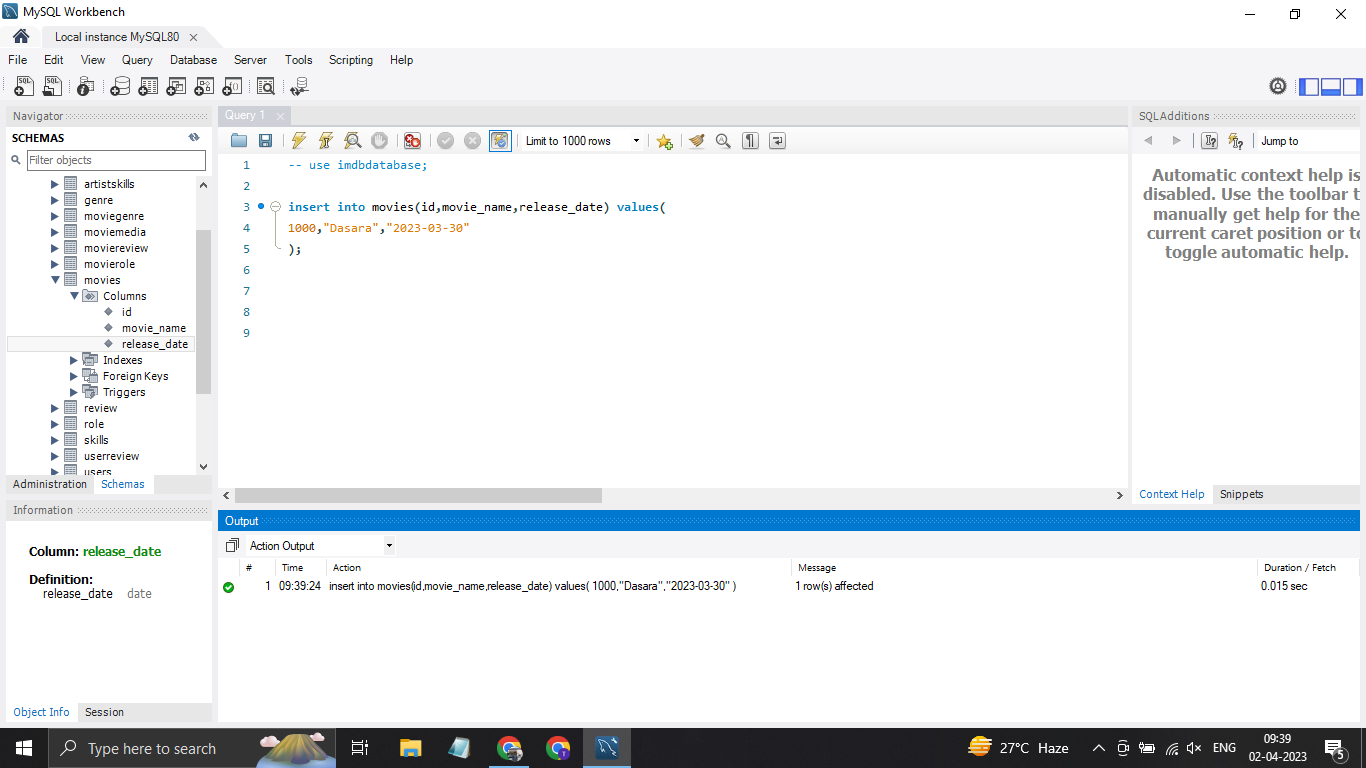 MySQL Workbench
Local instance MySQL80
File Edit View Query Database Server Tools Scripting Help
Navigator
SCHEMAS
Filter objects
artistskills
genre
moviegenre
moviemedia
moviereview
movierole
movies
Columns
id
movie_name
release_date
Indexes
Foreign Keys
Triggers
review
role
skills
userreview
users
Administration Schemas
Information
Column: release_date
Definition:
release_date date
Object Info Session
Query 1
Limit to 1000 rows
1 -- use imdbdatabase;
2
3 insert into movies(id,movie_name,release_date) values(
4 1000,"Dasara","2023-03-30"
5 );
6
7
8
9
SQLAdditions
Jump to
Automatic context help is
disabled. Use the toolbar t
manually get help for the
current caret position or to
toggle automatic help.
Context Help Snippets
Output
Action Output
# Time Action Message Duration / Fetch
1 09:39:24 insert into movies(id,movie_name,release_date) values( 1000,"Dasara","2023-03-30" ) 1 row(s) affected 0.015 sec
Type here to search
27°C Haze
ENG
09:39
02-04-2023
5